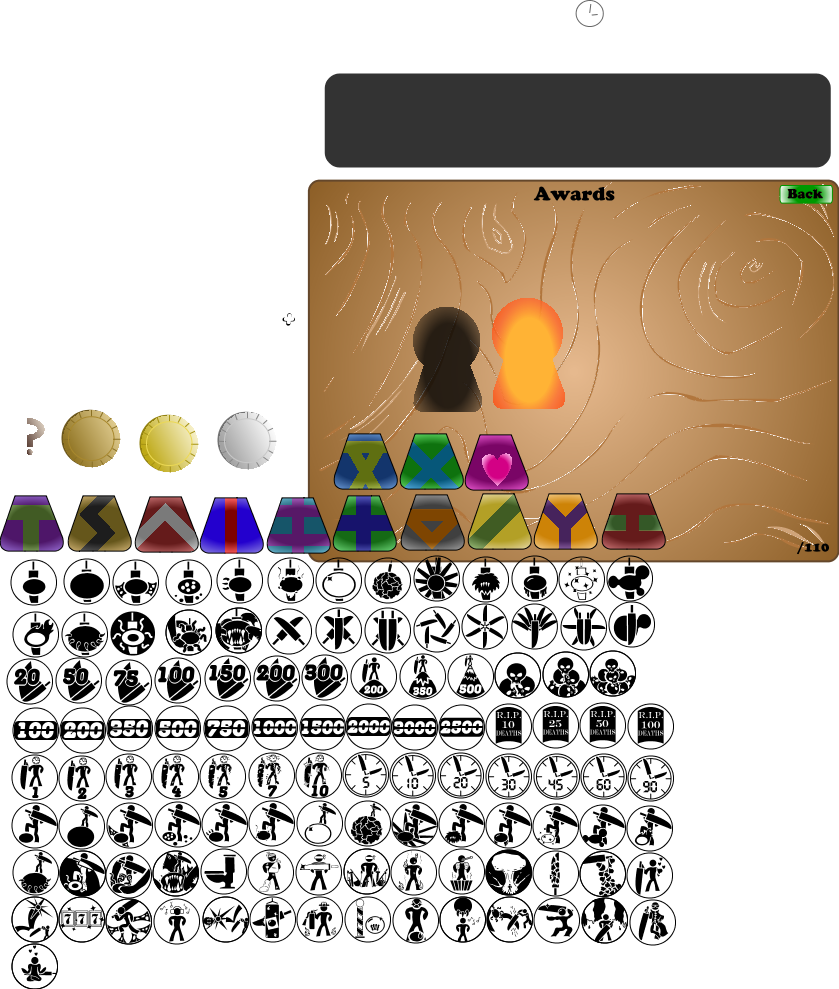 Awards
Back
?
/110
20 50 75 100 150 200 300 200 350 500
100 200 350 500 750 1000 1500 2000 3000 2500
R.I.P. 10 DEATHS
R.I.P. 25 DEATHS
R.I.P. 50 DEATHS
R.I.P. 100 DEATHS
1 2 3 4 5 7 10 5 10 20 30 45 60 90
777